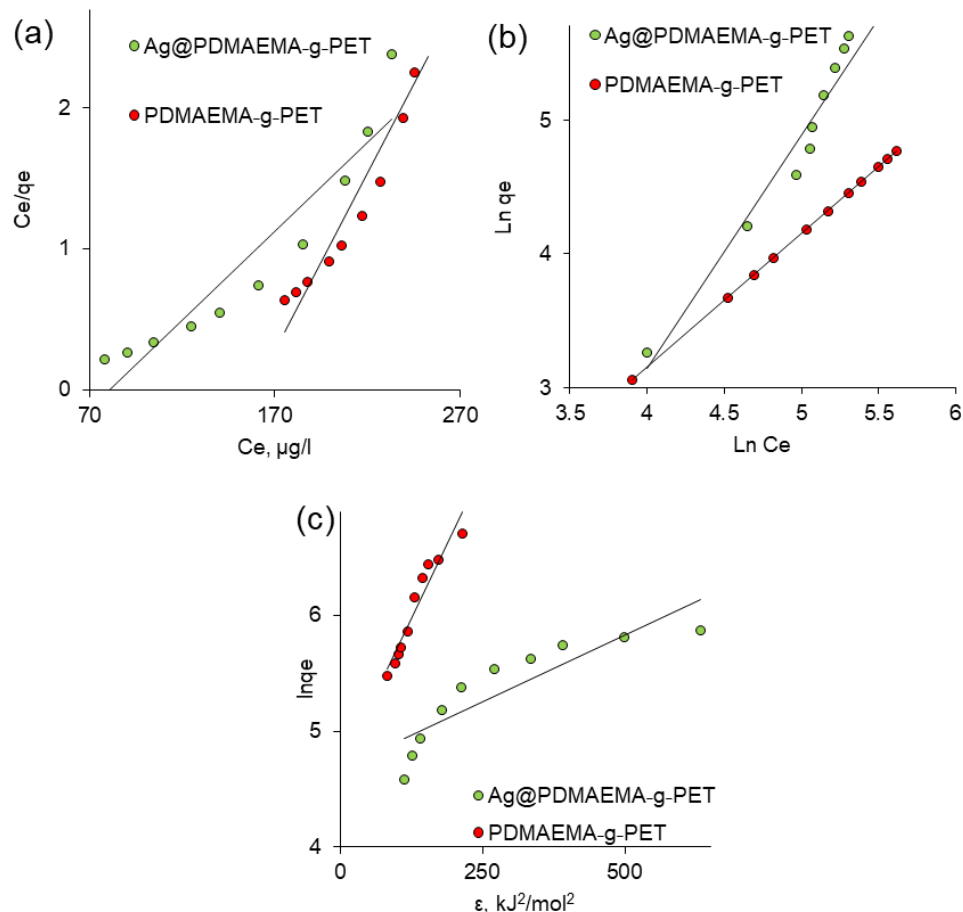 (a)
Ag@PDMAEMA-g-PET
PDMAEMA-g-PET
2
1
0
Ce/qe
70
170
270
Ce, µg/l
(b)
Ag@PDMAEMA-g-PET
PDMAEMA-g-PET
5
4
3
Ln qe
3.5
4
4.5
5
5.5
6
Ln Ce
(c)
6
5
4
lnqe
Ag@PDMAEMA-g-PET
PDMAEMA-g-PET
0
250
500
ε, kJ²/mol²